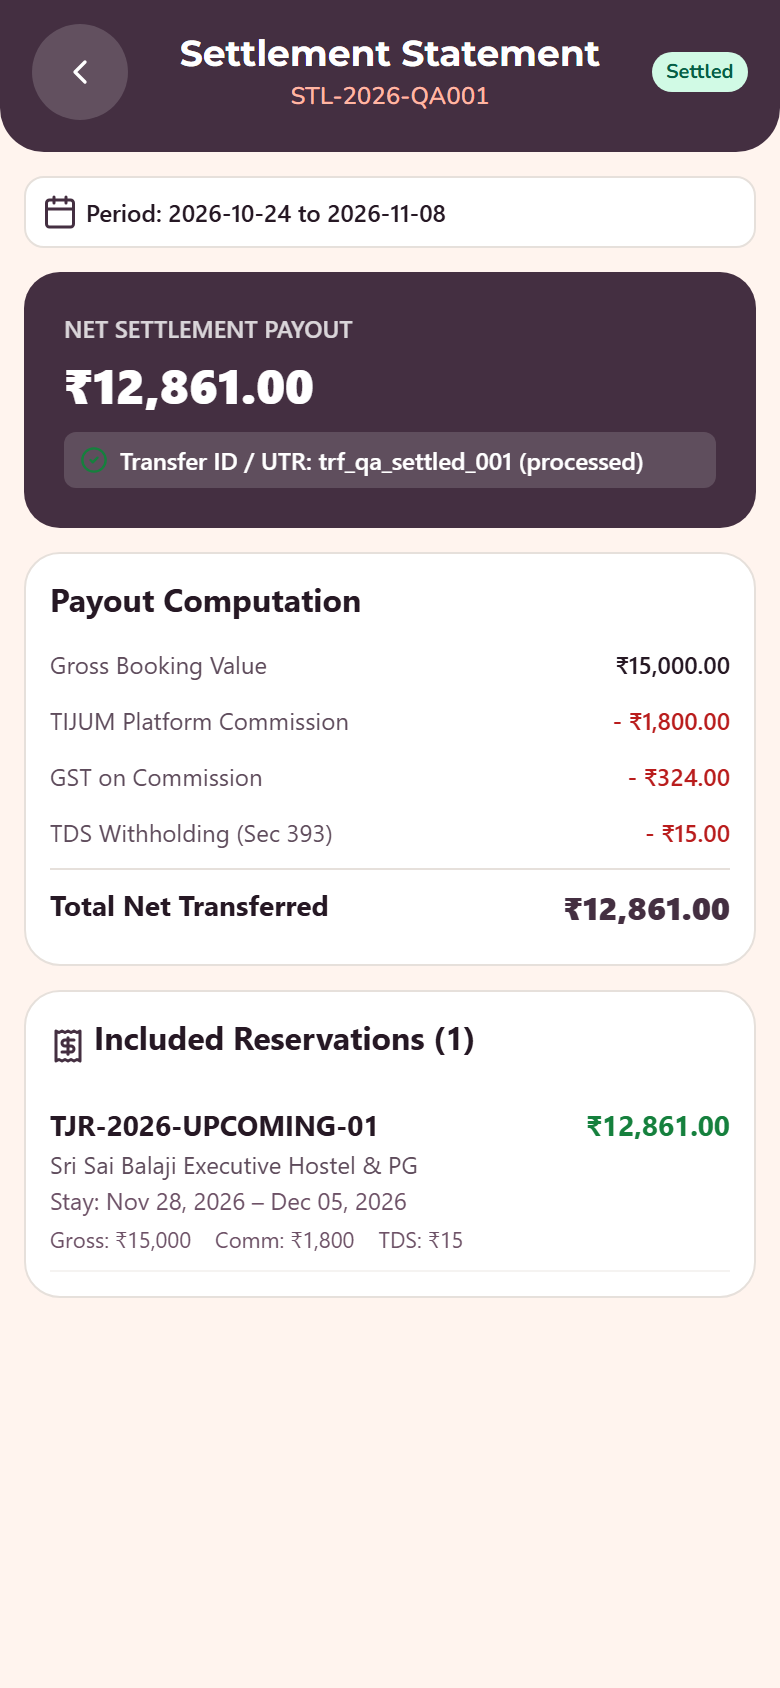 Settlement Statement
STL-2026-QA001
Settled
Period: 2026-10-24 to 2026-11-08
NET SETTLEMENT PAYOUT
₹12,861.00
Transfer ID / UTR: trf_qa_settled_001 (processed)
Payout Computation
Gross Booking Value ₹15,000.00
TIJUM Platform Commission - ₹1,800.00
GST on Commission - ₹324.00
TDS Withholding (Sec 393) - ₹15.00
Total Net Transferred ₹12,861.00
Included Reservations (1)
TJR-2026-UPCOMING-01 ₹12,861.00
Sri Sai Balaji Executive Hostel & PG
Stay: Nov 28, 2026 – Dec 05, 2026
Gross: ₹15,000 Comm: ₹1,800 TDS: ₹15